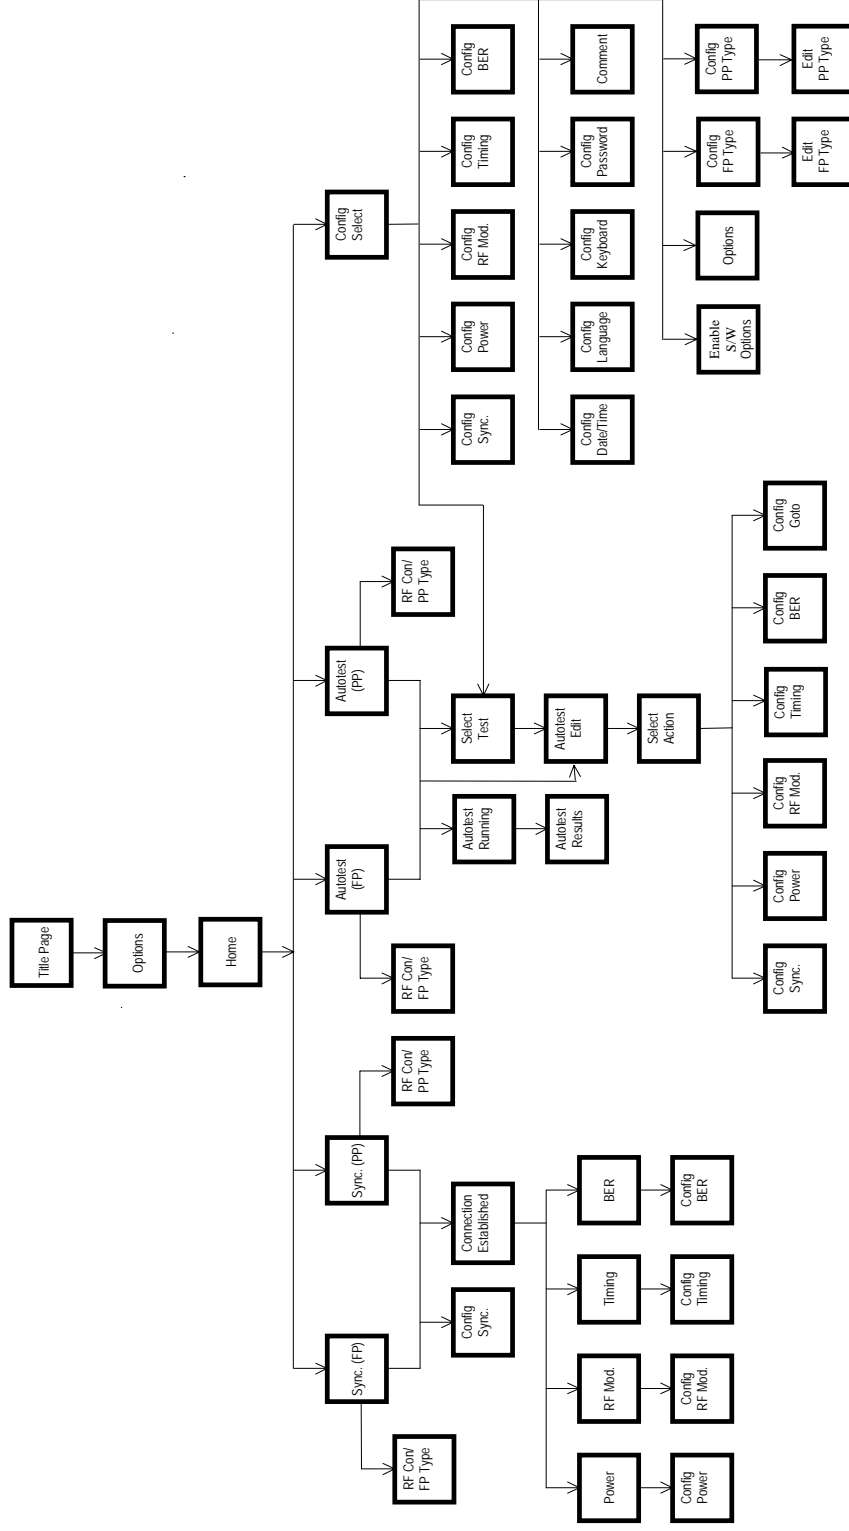 Title Page
Options
Home
Sync. (FP)
Sync. (PP)
Autotest
(FP)
Autotest
(PP)
Config
Select
RF Con/
FP Type
RF Con/
PP Type
RF Con/
FP Type
RF Con/
PP Type
Config
Sync.
Connection
Established
Autotest
Running
Select
Test
Config
Sync.
Config
Power
Config
RF Mod.
Config
Timing
Config
BER
Autotest
Results
Autotest
Edit
Config
Date/Time
Config
Language
Config
Keyboard
Config
Password
Comment
Power
RF Mod.
Timing
BER
Select
Action
Enable
S/W
Options
Options
Config
FP Type
Config
PP Type
Config
Power
Config
RF Mod.
Config
Timing
Config
BER
Config
Sync.
Config
Power
Config
RF Mod.
Config
Timing
Config
BER
Config
Goto
Edit
FP Type
Edit
PP Type